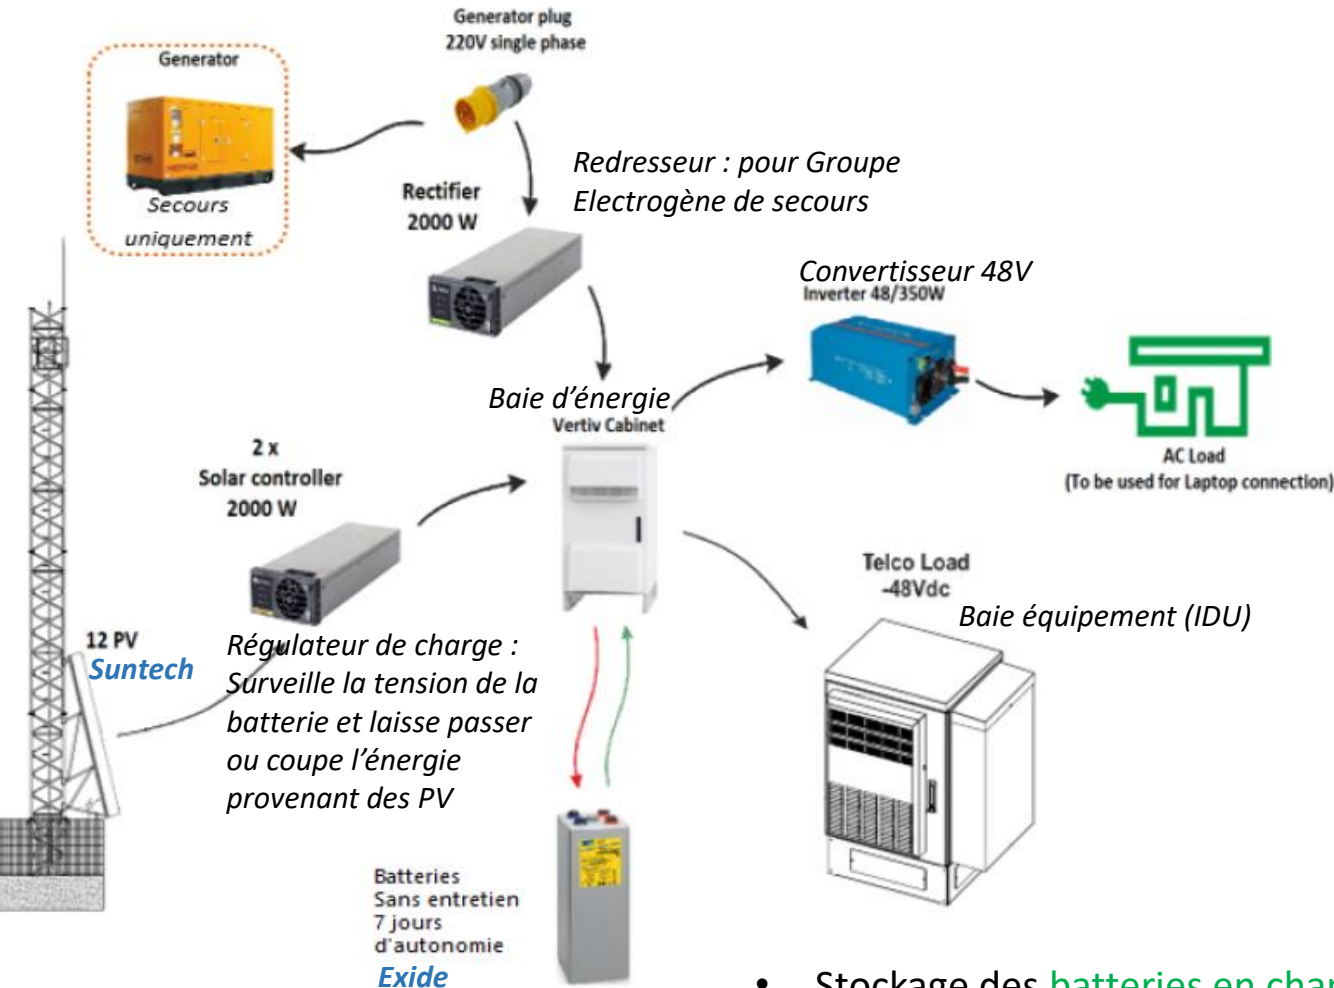 Generator plug
220V single phase
Generator
Secours
uniquement
Rectifier
2000 W
Redresseur : pour Groupe
Electrogène de secours
Convertisseur 48V
Inverter 48/350W
Baie d’énergie
Vertiv Cabinet
AC Load
(To be used for Laptop connection)
2 x
Solar controller
2000 W
Telco Load
-48Vdc
Baie équipement (IDU)
12 PV
Suntech
Régulateur de charge :
Surveille la tension de la
batterie et laisse passer
ou coupe l’énergie
provenant des PV
Batteries
Sans entretien
7 jours
d'autonomie
Exide
• Stockage des batteries en char